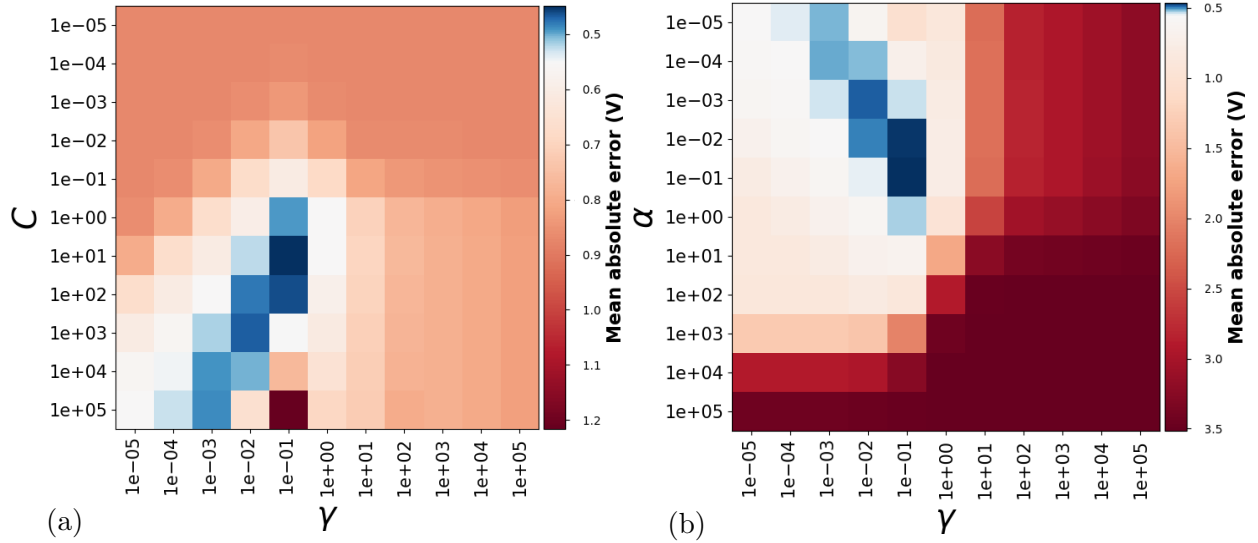 1e−05
1e−04
1e−03
1e−02
1e−01
1e+00
1e+01
1e+02
1e+03
1e+04
1e+05
C
1e−05
1e−04
1e−03
1e−02
1e−01
1e+00
1e+01
1e+02
1e+03
1e+04
1e+05
γ
(a)
0.5
0.6
0.7
0.8
0.9
1.0
1.1
1.2
Mean absolute error (V)
1e−05
1e−04
1e−03
1e−02
1e−01
1e+00
1e+01
1e+02
1e+03
1e+04
1e+05
α
1e−05
1e−04
1e−03
1e−02
1e−01
1e+00
1e+01
1e+02
1e+03
1e+04
1e+05
γ
(b)
0.5
1.0
1.5
2.0
2.5
3.0
3.5
Mean absolute error (V)